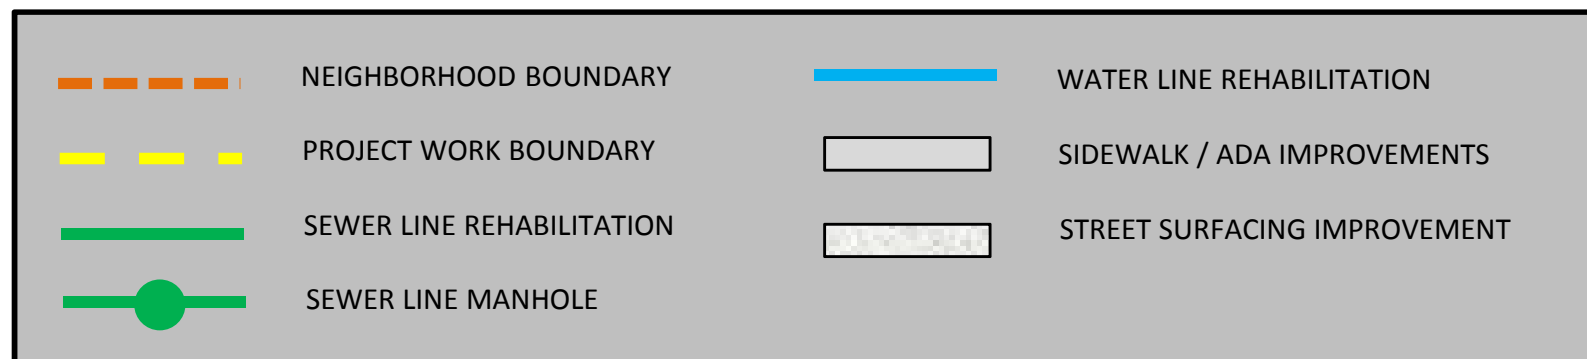 NEIGHBORHOOD BOUNDARY
PROJECT WORK BOUNDARY
SEWER LINE REHABILITATION
SEWER LINE MANHOLE
WATER LINE REHABILITATION
SIDEWALK / ADA IMPROVEMENTS
STREET SURFACING IMPROVEMENT